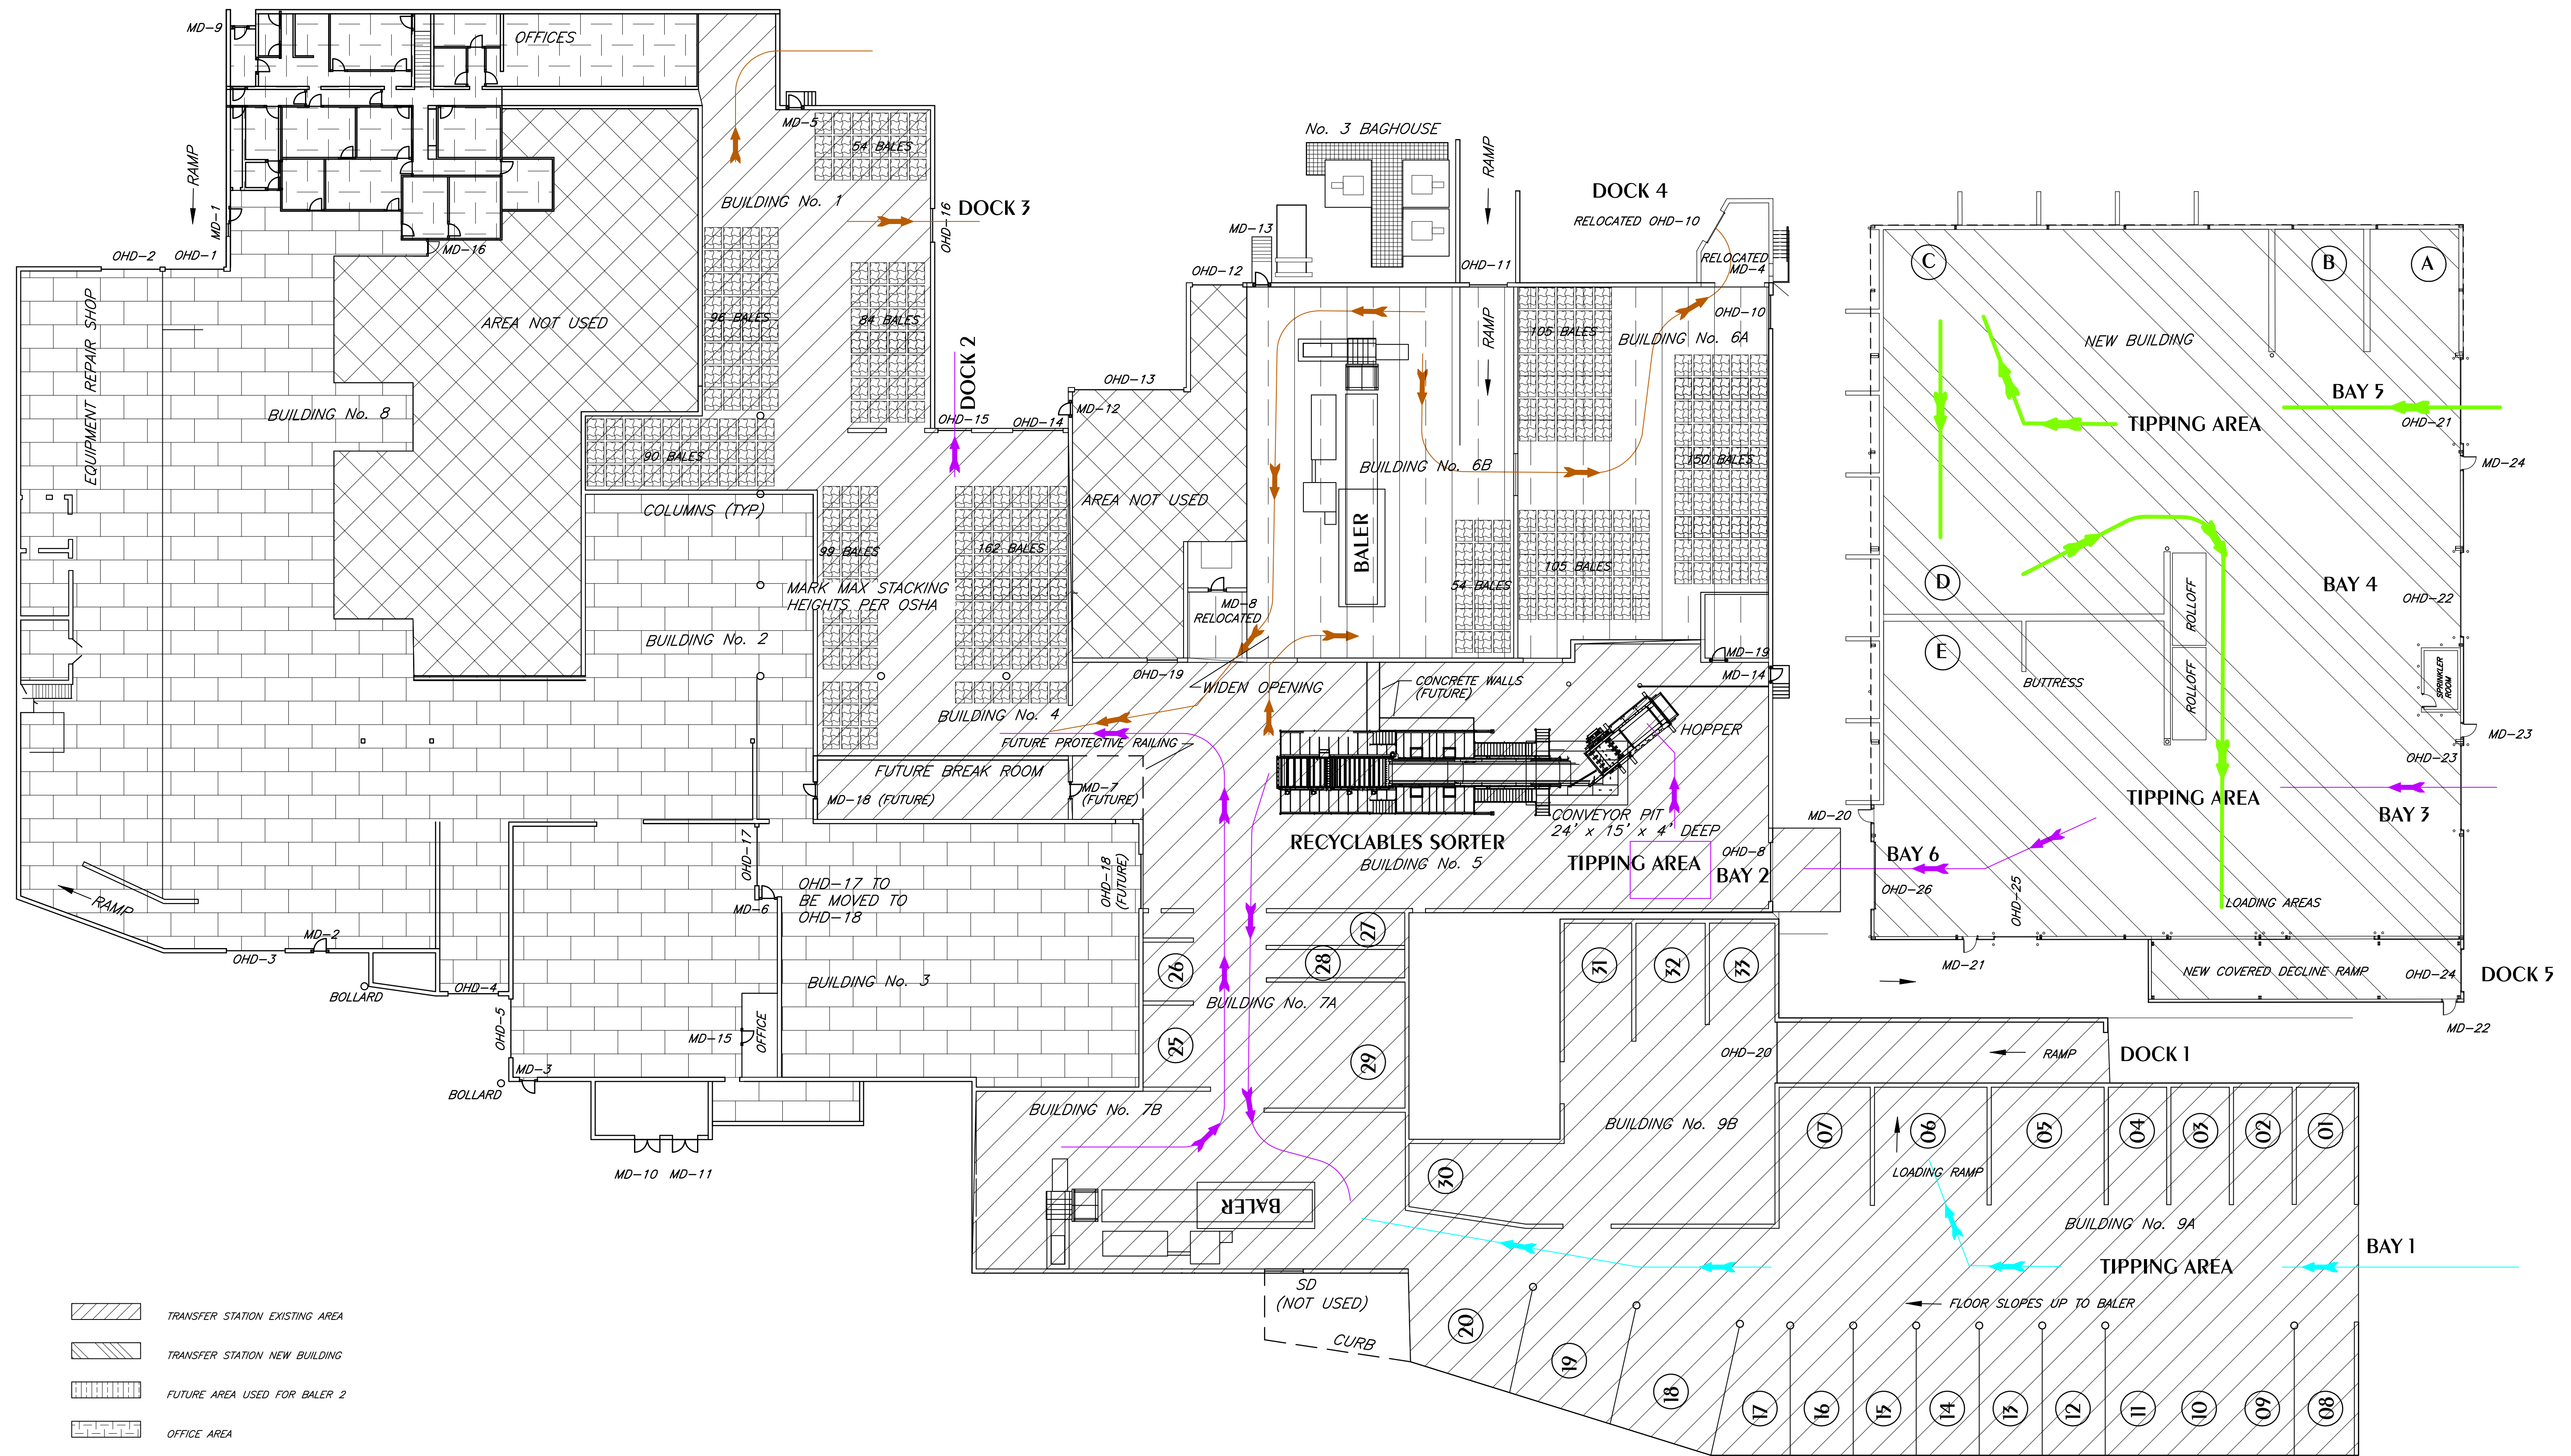 MD-9
OFFICES
RAMP
MD-1
OHD-2
OHD-1
MD-16
EQUIPMENT REPAIR SHOP
AREA NOT USED
BUILDING No. 8
MD-5
54 BALES
BUILDING No. 1
OHD-16
DOCK 3
96 BALES
84 BALES
DOCK 2
OHD-15
OHD-14
90 BALES
COLUMNS (TYP)
99 BALES
162 BALES
MARK MAX STACKING
HEIGHTS PER OSHA
BUILDING No. 2
BUILDING No. 4
FUTURE PROTECTIVE RAILING
FUTURE BREAK ROOM
MD-18 (FUTURE)
MD-7
(FUTURE)
No. 3 BAGHOUSE
RAMP
MD-13
OHD-12
OHD-11
DOCK 4
RELOCATED OHD-10
RELOCATED
MD-4
OHD-10
RAMP
105 BALES
BUILDING No. 6A
OHD-13
MD-12
AREA NOT USED
BUILDING No. 6B
150 BALES
BALER
54 BALES
105 BALES
MD-8
RELOCATED
OHD-19
WIDEN OPENING
CONCRETE WALLS
(FUTURE)
MD-19
MD-14
HOPPER
CONVEYOR PIT
24' x 15' x 4' DEEP
RECYCLABLES SORTER
BUILDING No. 5
TIPPING AREA
OHD-8
BAY 2
C
B
A
NEW BUILDING
BAY 5
TIPPING AREA
OHD-21
MD-24
D
E
BUTTRESS
ROLLOFF
ROLLOFF
BAY 4
OHD-22
SPRINKLER
ROOM
MD-23
OHD-23
TIPPING AREA
BAY 3
MD-20
BAY 6
OHD-26
OHD-25
LOADING AREAS
MD-21
NEW COVERED DECLINE RAMP
OHD-24
DOCK 5
MD-22
OHD-17
OHD-18
(FUTURE)
OHD-17 TO
BE MOVED TO
OHD-18
MD-6
RAMP
MD-2
OHD-3
BOLLARD
OHD-4
OHD-5
BUILDING No. 3
MD-15
OFFICE
MD-3
BOLLARD
MD-10
MD-11
27
26
28
BUILDING No. 7A
25
29
31
32
33
OHD-20
RAMP
DOCK 1
BUILDING No. 7B
BUILDING No. 9B
30
07
06
05
04
03
02
01
LOADING RAMP
BALER
BUILDING No. 9A
BAY 1
TIPPING AREA
SD
(NOT USED)
FLOOR SLOPES UP TO BALER
CURB
20
19
18
17
16
15
14
13
12
11
10
09
08
TRANSFER STATION EXISTING AREA
TRANSFER STATION NEW BUILDING
FUTURE AREA USED FOR BALER 2
OFFICE AREA